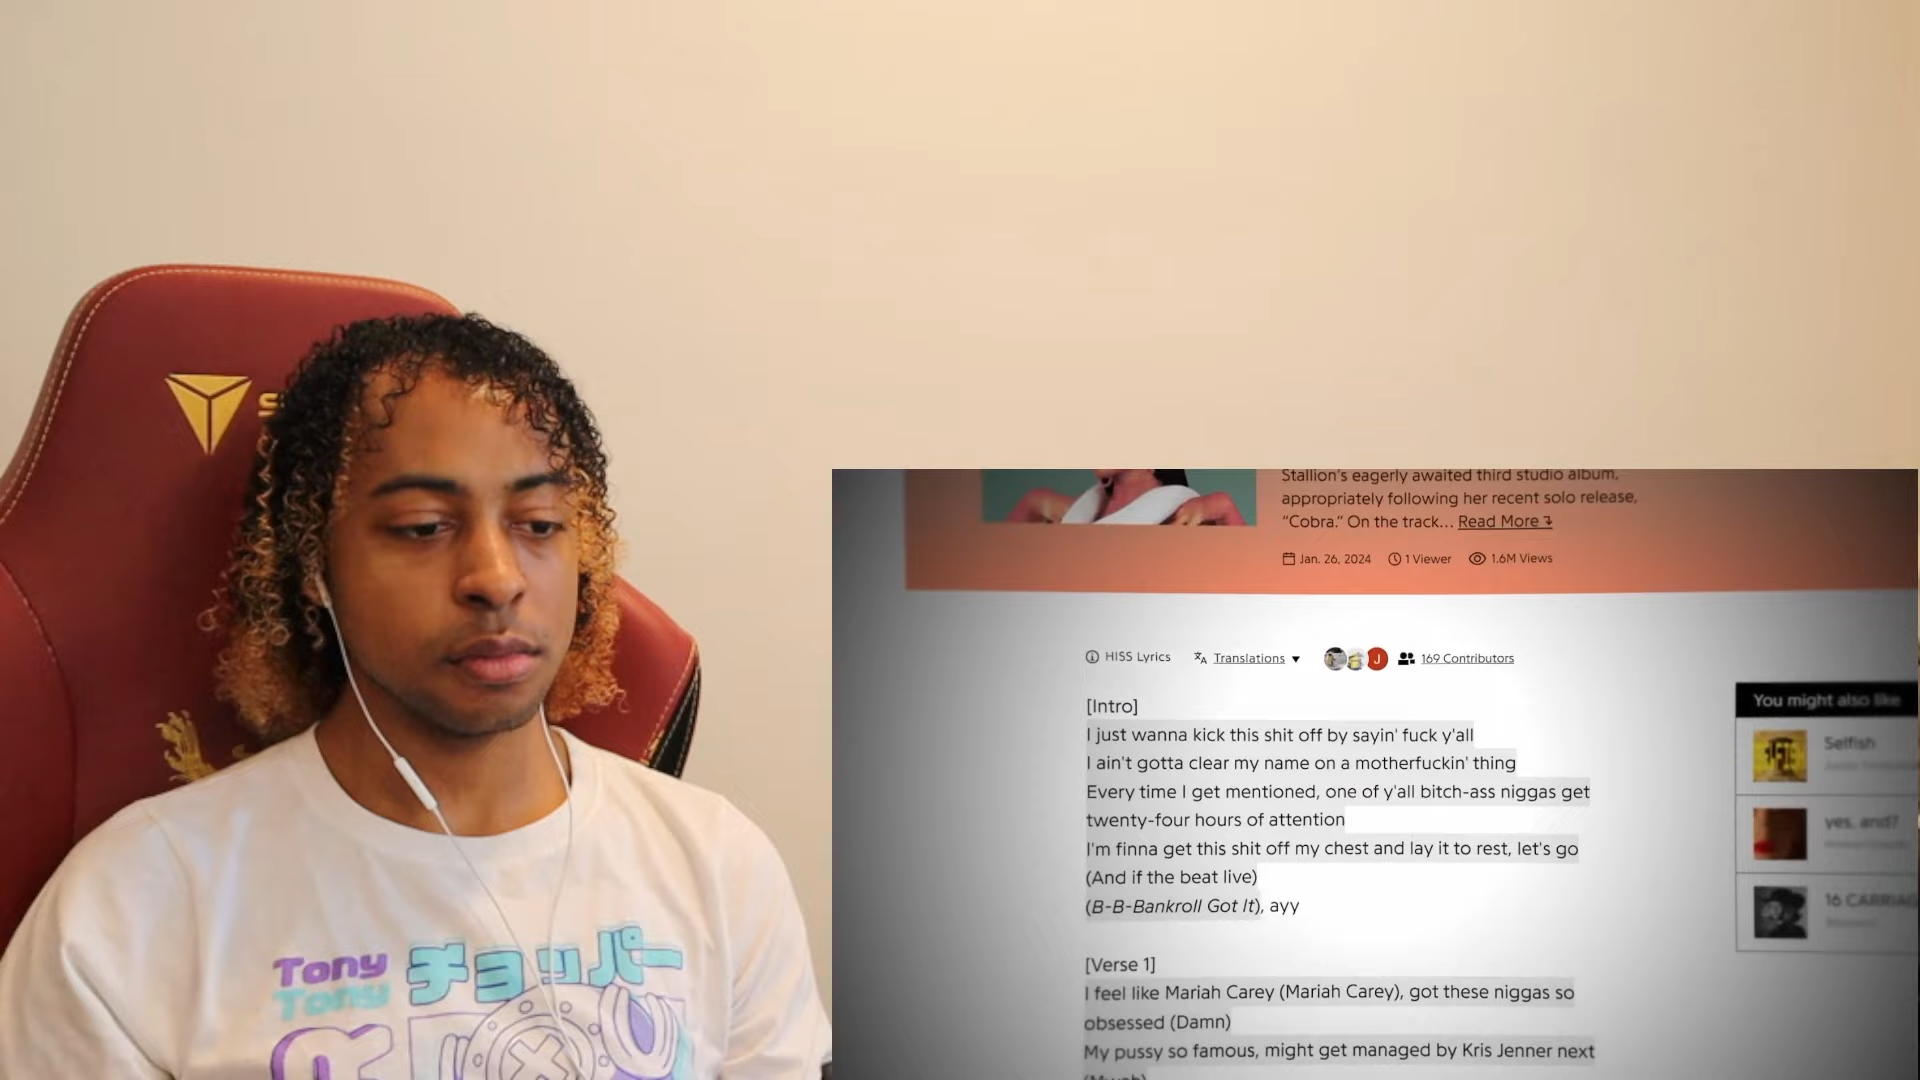 S
Tony
Tony
チョッパー
Stallion's eagerly awaited third studio album,
appropriately following her recent solo release,
“Cobra.” On the track... Read More
Jan. 26, 2024 1 Viewer 1.6M Views
HISS Lyrics Translations J 169 Contributors
[Intro]
I just wanna kick this shit off by sayin' fuck y'all
I ain't gotta clear my name on a motherfuckin' thing
Every time I get mentioned, one of y'all bitch-ass niggas get
twenty-four hours of attention
I'm finna get this shit off my chest and lay it to rest, let's go
(And if the beat live)
(B-B-Bankroll Got It), ayy
[Verse 1]
I feel like Mariah Carey (Mariah Carey), got these niggas so
obsessed (Damn)
My pussy so famous, might get managed by Kris Jenner next
You might also like
Selfish
yes, and?
16 CARRIAG